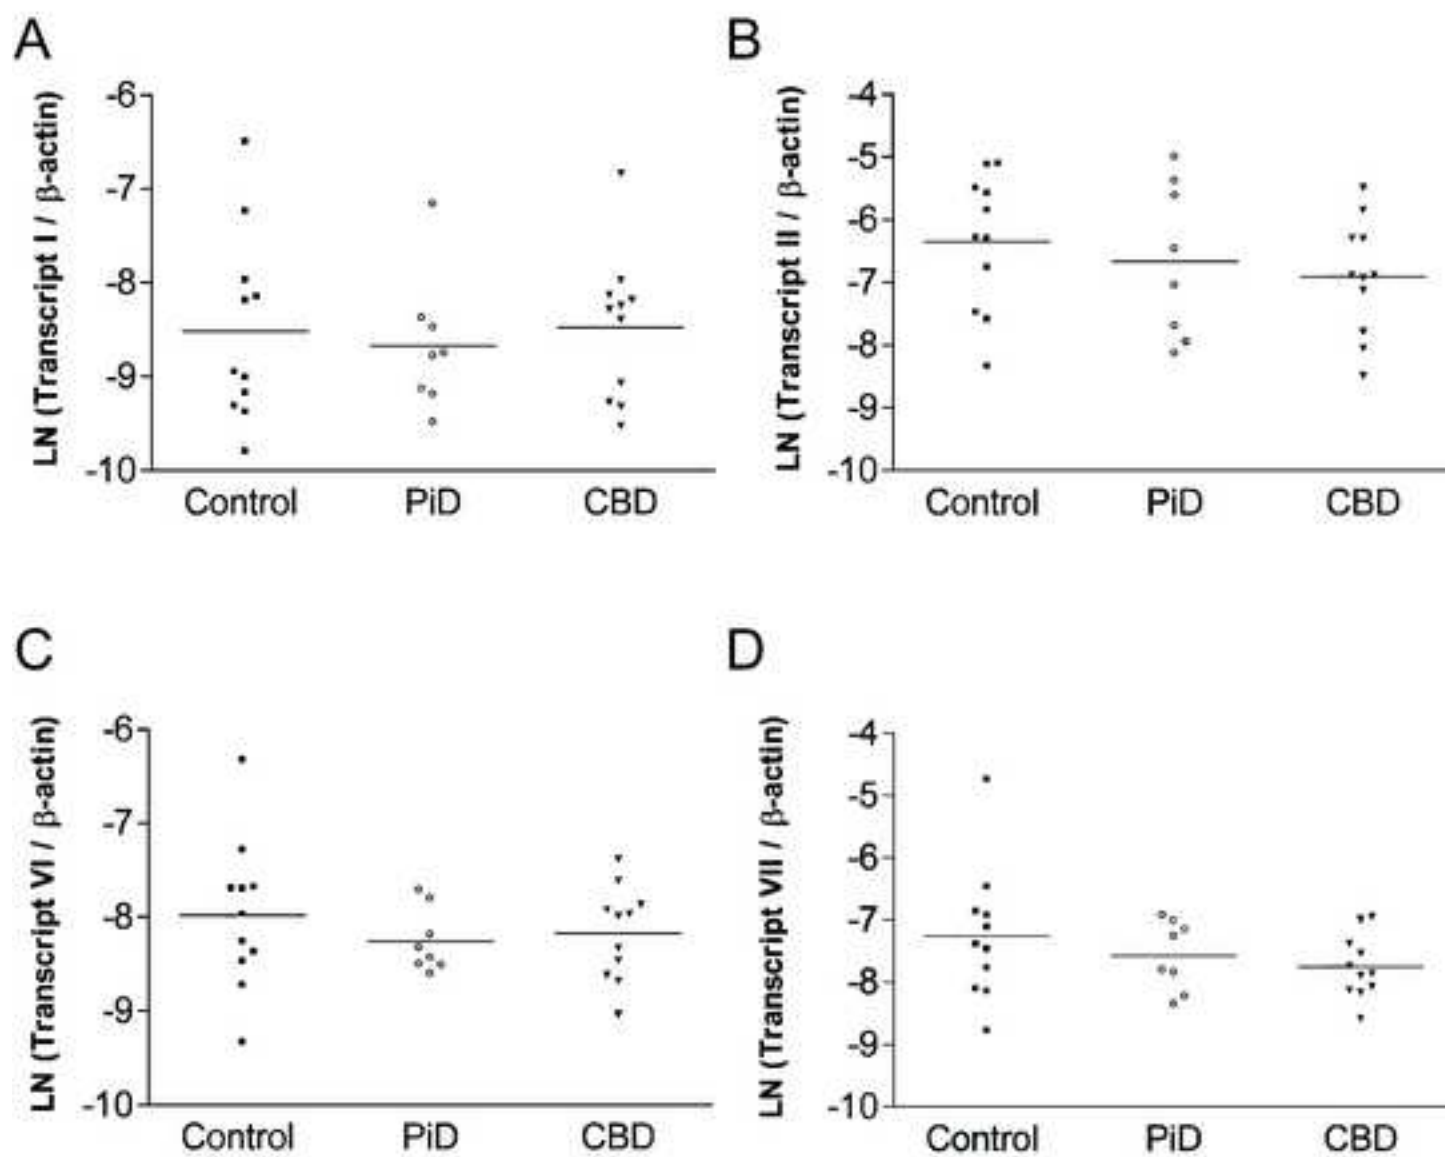 A
LN (Transcript I / β-actin)
-6
-7
-8
-9
-10
Control PiD CBD
B
LN (Transcript II / β-actin)
-4
-5
-6
-7
-8
-9
-10
Control PiD CBD
C
LN (Transcript VI / β-actin)
-6
-7
-8
-9
-10
Control PiD CBD
D
LN (Transcript VII / β-actin)
-4
-5
-6
-7
-8
-9
-10
Control PiD CBD